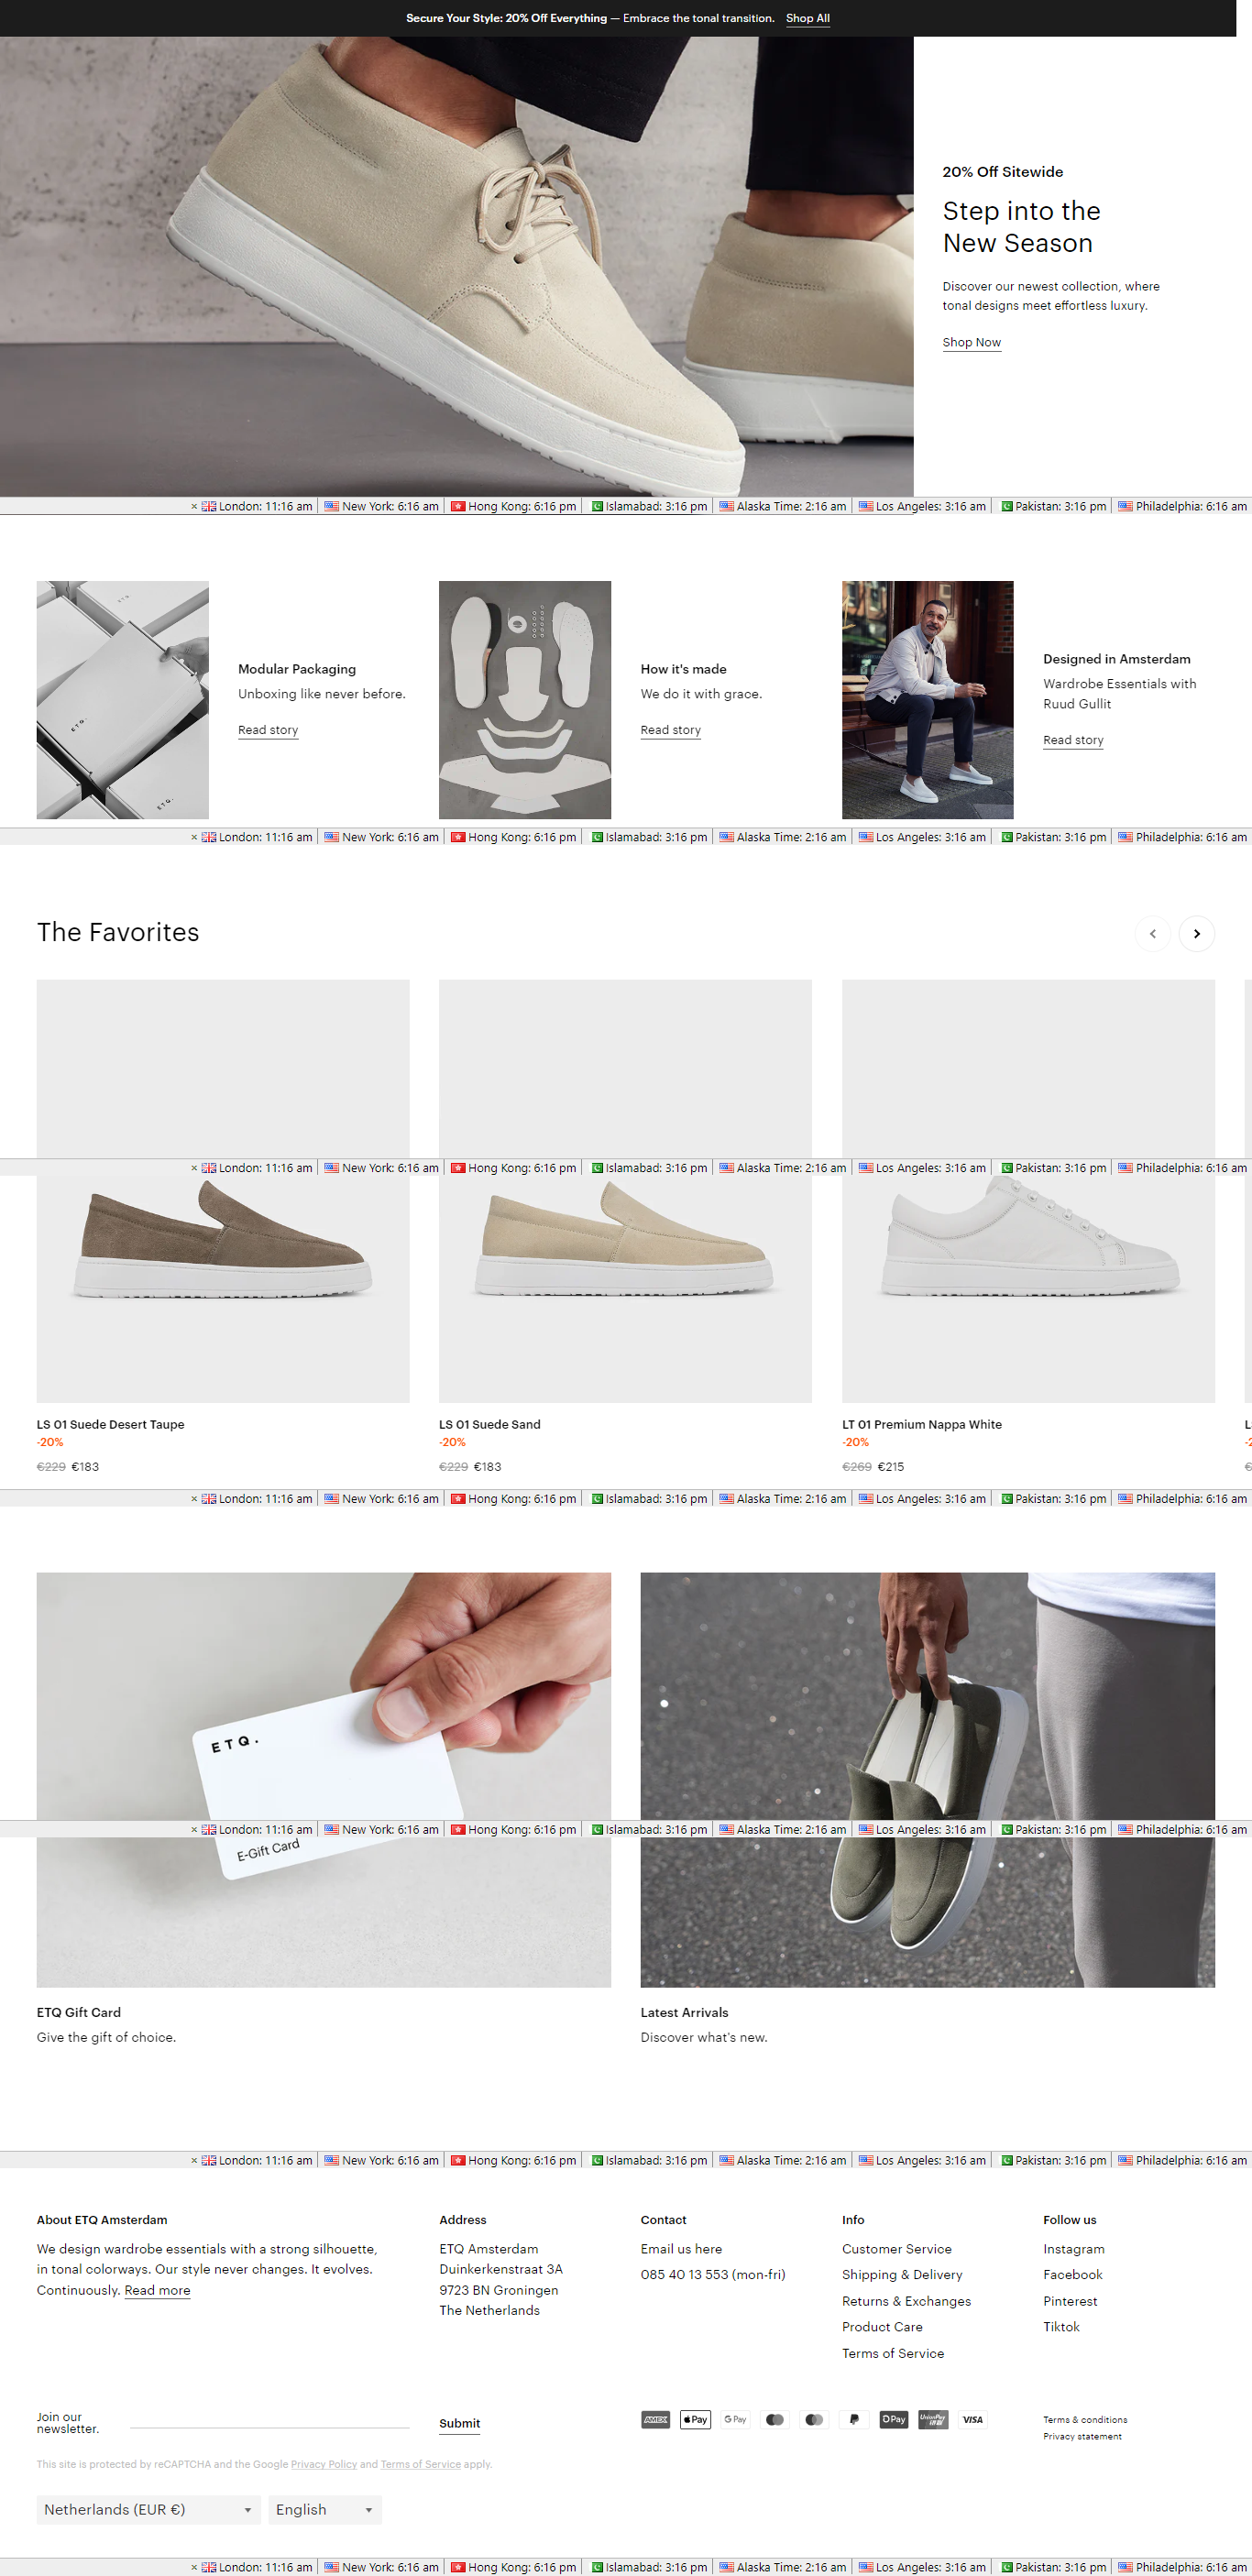 Secure Your Style: 20% Off Everything — Embrace the tonal transition. Shop All
20% Off Sitewide
Step into the
New Season
Discover our newest collection, where
tonal designs meet effortless luxury.
Shop Now
× London: 11:16 am New York: 6:16 am Hong Kong: 6:16 pm Islamabad: 3:16 pm Alaska Time: 2:16 am Los Angeles: 3:16 am Pakistan: 3:16 pm Philadelphia: 6:16 am
ETQ.
ETQ.
ETQ.
Modular Packaging
Unboxing like never before.
Read story
How it's made
We do it with grace.
Read story
Designed in Amsterdam
Wardrobe Essentials with
Ruud Gullit
Read story
× London: 11:16 am New York: 6:16 am Hong Kong: 6:16 pm Islamabad: 3:16 pm Alaska Time: 2:16 am Los Angeles: 3:16 am Pakistan: 3:16 pm Philadelphia: 6:16 am
The Favorites
× London: 11:16 am New York: 6:16 am Hong Kong: 6:16 pm Islamabad: 3:16 pm Alaska Time: 2:16 am Los Angeles: 3:16 am Pakistan: 3:16 pm Philadelphia: 6:16 am
LS 01 Suede Desert Taupe
-20%
€229 €183
LS 01 Suede Sand
-20%
€229 €183
LT 01 Premium Nappa White
-20%
€269 €215
× London: 11:16 am New York: 6:16 am Hong Kong: 6:16 pm Islamabad: 3:16 pm Alaska Time: 2:16 am Los Angeles: 3:16 am Pakistan: 3:16 pm Philadelphia: 6:16 am
ETQ.
× London: 11:16 am New York: 6:16 am Hong Kong: 6:16 pm Islamabad: 3:16 pm Alaska Time: 2:16 am Los Angeles: 3:16 am Pakistan: 3:16 pm Philadelphia: 6:16 am
E-Gift Card
ETQ Gift Card
Give the gift of choice.
Latest Arrivals
Discover what's new.
× London: 11:16 am New York: 6:16 am Hong Kong: 6:16 pm Islamabad: 3:16 pm Alaska Time: 2:16 am Los Angeles: 3:16 am Pakistan: 3:16 pm Philadelphia: 6:16 am
About ETQ Amsterdam
We design wardrobe essentials with a strong silhouette,
in tonal colorways. Our style never changes. It evolves.
Continuously. Read more
Address
ETQ Amsterdam
Duinkerkenstraat 3A
9723 BN Groningen
The Netherlands
Contact
Email us here
085 40 13 553 (mon-fri)
Info
Customer Service
Shipping & Delivery
Returns & Exchanges
Product Care
Terms of Service
Follow us
Instagram
Facebook
Pinterest
Tiktok
Join our
newsletter.
Submit
AMEX Pay G Pay Pay UnionPay VISA
Terms & conditions
Privacy statement
This site is protected by reCAPTCHA and the Google Privacy Policy and Terms of Service apply.
Netherlands (EUR €)
English
× London: 11:16 am New York: 6:16 am Hong Kong: 6:16 pm Islamabad: 3:16 pm Alaska Time: 2:16 am Los Angeles: 3:16 am Pakistan: 3:16 pm Philadelphia: 6:16 am